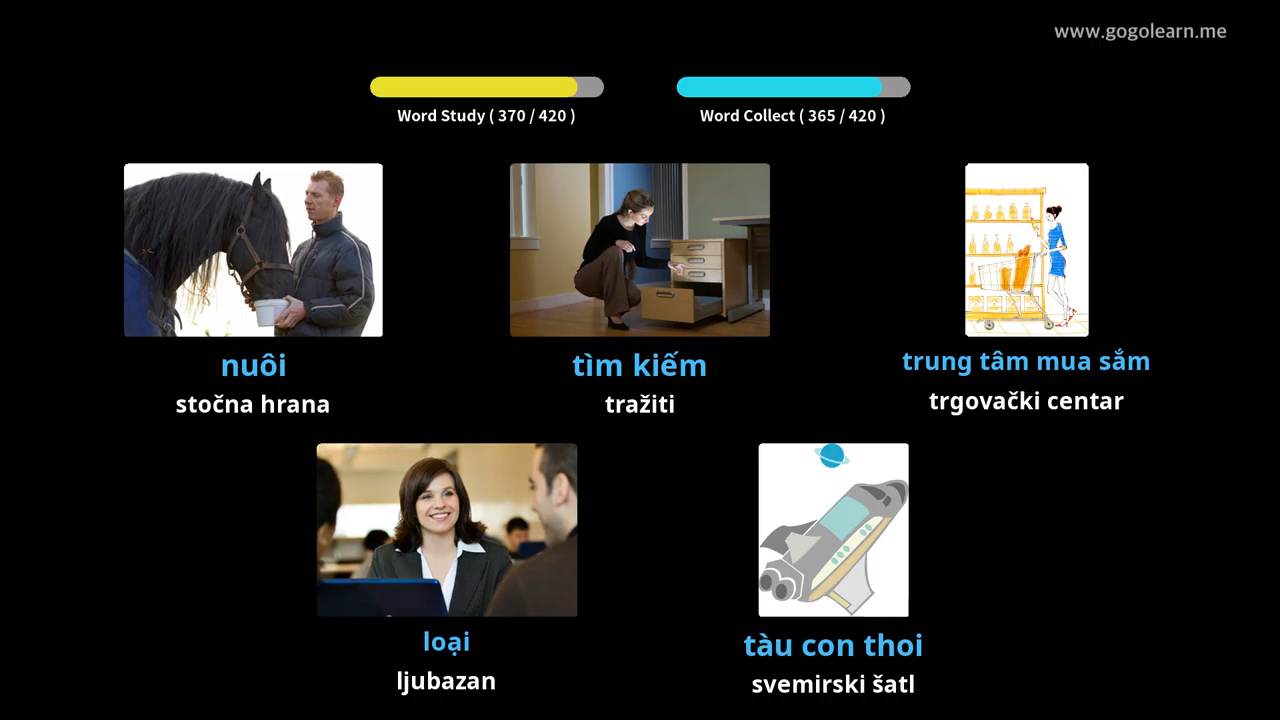 www.gogolearn.me
Word Study ( 370 / 420 )
Word Collect ( 365 / 420 )
nuôi
stočna hrana
tìm kiếm
tražiti
trung tâm mua sắm
trgovački centar
loại
ljubazan
tàu con thoi
svemirski šatl